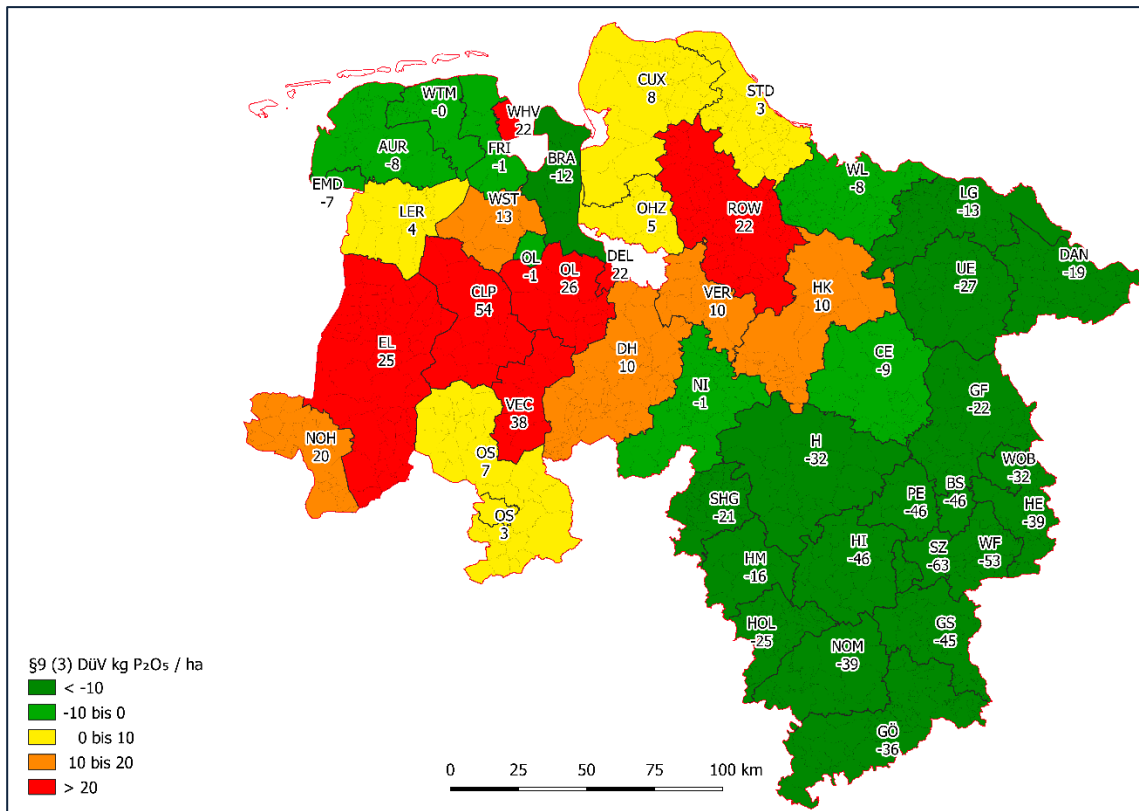 CUX
8
STD
3
WTM
-0
WHV
22
AUR
-8
FRI
-1
BRA
-12
EMD
-7
WL
-8
LG
-13
LER
4
WST
13
OHZ
5
ROW
22
DAN
-19
OL
-1
OL
26
DEL
22
UE
-27
CLP
54
VER
10
HK
10
EL
25
DH
10
CE
-9
NI
-1
GF
-22
VEC
38
NOH
20
OS
7
H
-32
WOB
-32
SHG
-21
PE
-46
BS
-46
HE
-39
OS
3
HI
-46
SZ
-63
WF
-53
HM
-16
HOL
-25
GS
-45
NOM
-39
GÖ
-36
§9 (3) DüV kg P₂O₅ / ha
< -10
-10 bis 0
0 bis 10
10 bis 20
> 20
0 25 50 75 100 km